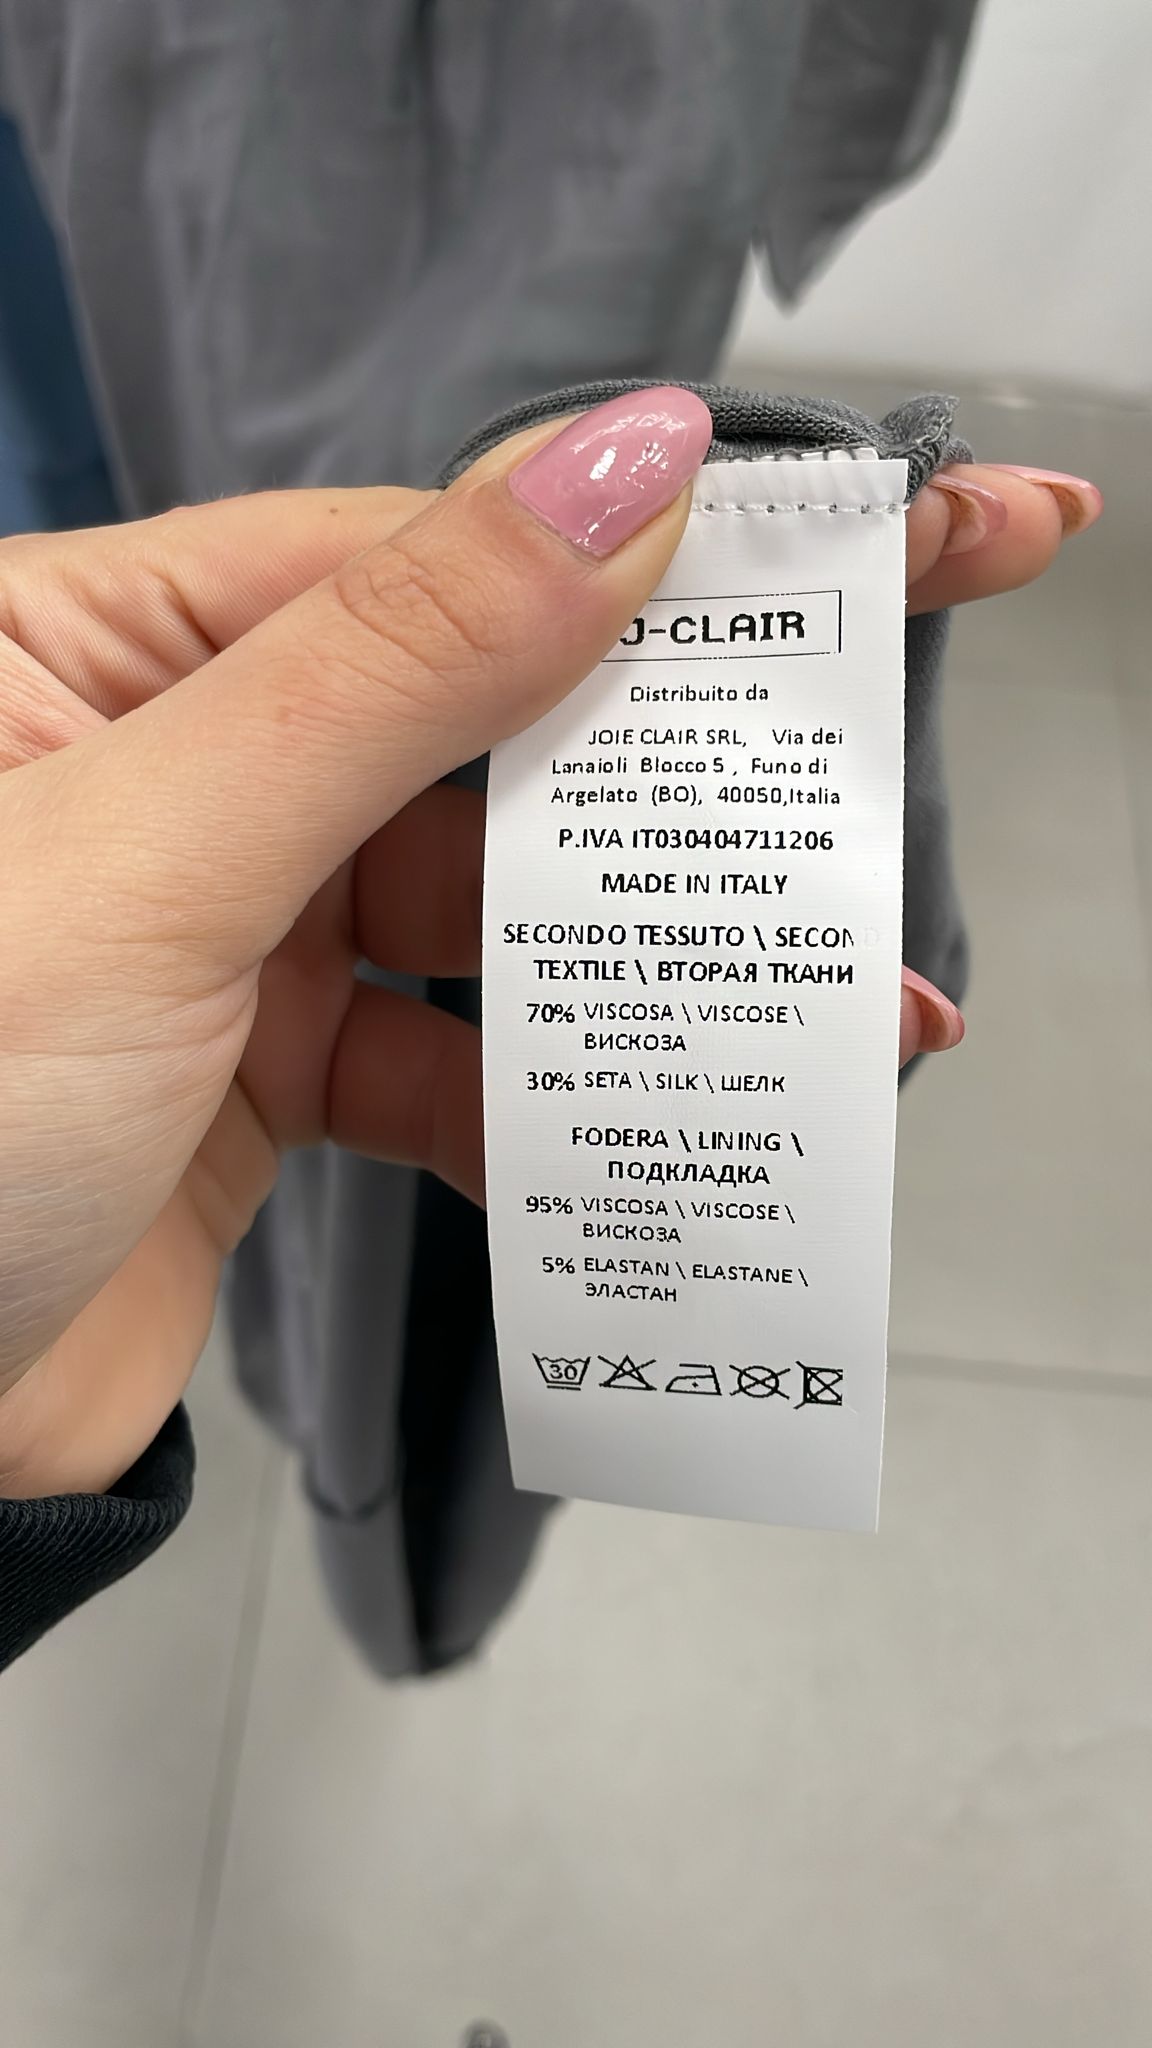 J-CLAIR
Distribuito da
JOIE CLAIR SRL, Via dei
Lanaioli Blocco 5 , Funo di
Argelato (BO), 40050,Italia
P.IVA IT030404711206
MADE IN ITALY
SECONDO TESSUTO \ SECOND
TEXTILE \ ВТОРАЯ ТКАНИ
70% VISCOSA \ VISCOSE \
ВИСКОЗА
30% SETA \ SILK \ ШЕЛК
FODERA \ LINING \
ПОДКЛАДКА
95% VISCOSA \ VISCOSE \
ВИСКОЗА
5% ELASTAN \ ELASTANE \
ЭЛАСТАН
30